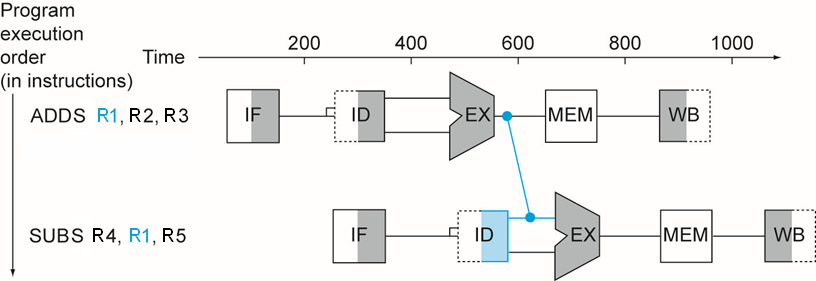 Program
execution
order
(in instructions)
Time
200 400 600 800 1000
ADDS R1, R2, R3
IF ID EX MEM WB
SUBS R4, R1, R5
IF ID EX MEM WB